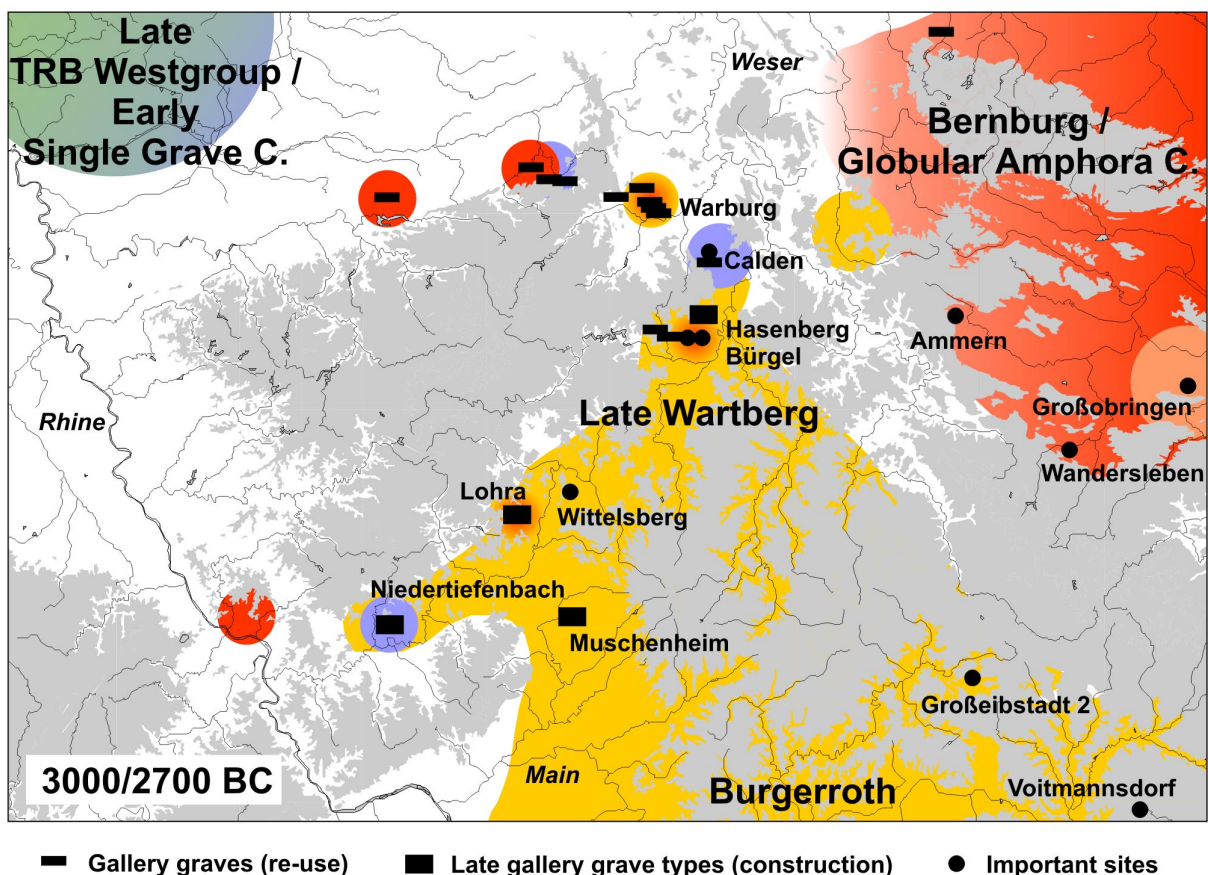 Late
TRB Westgroup /
Early
Single Grave C.
Weser
Bernburg /
Globular Amphora C.
Warburg
Calden
Hasenberg
Bürgel
Ammern
Großobringen
Wandersleben
Rhine
Late Wartberg
Lohra
Wittelsberg
Niedertiefenbach
Muschenheim
Großeibstadt 2
Main
Burgerroth
Voitmannsdorf
3000/2700 BC
Gallery graves (re-use)
Late gallery grave types (construction)
Important sites